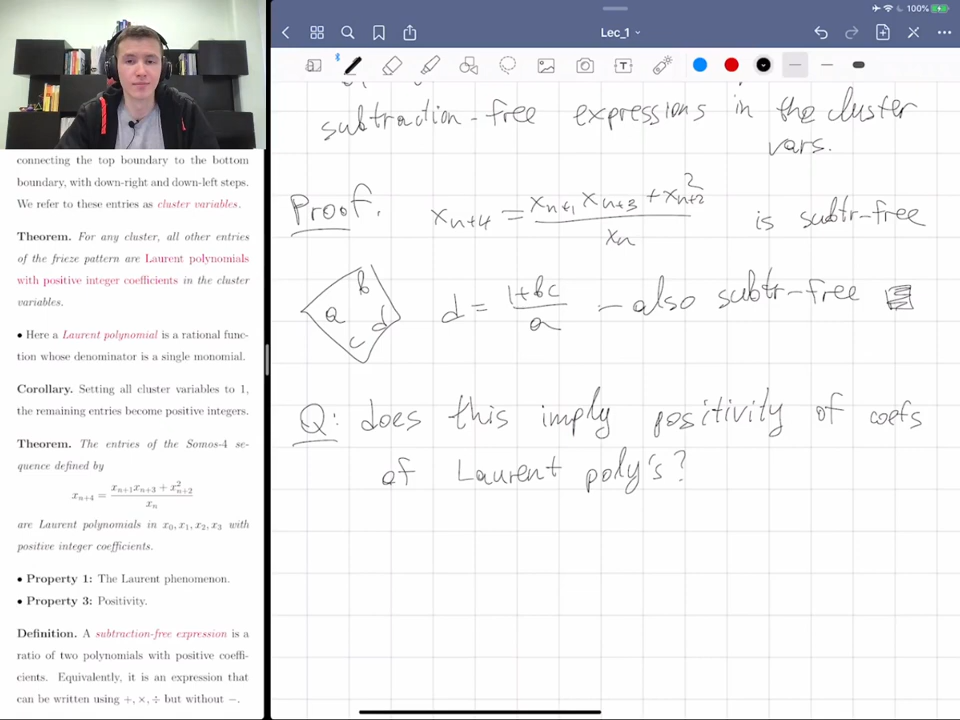 connecting the top boundary to the bottom
boundary, with down-right and down-left steps.
We refer to these entries as cluster variables.
Theorem. For any cluster, all other entries
of the frieze pattern are Laurent polynomials
with positive integer coefficients in the cluster
variables.
• Here a Laurent polynomial is a rational func-
tion whose denominator is a single monomial.
Corollary. Setting all cluster variables to 1,
the remaining entries become positive integers.
Theorem. The entries of the Somos-4 se-
quence defined by
x_{n+4} = \frac{x_{n+1}x_{n+3} + x_{n+2}^2}{x_n}
are Laurent polynomials in x_0, x_1, x_2, x_3 with
positive integer coefficients.
• Property 1: The Laurent phenomenon.
• Property 3: Positivity.
Definition. A subtraction-free expression is a
ratio of two polynomials with positive coeffi-
cients. Equivalently, it is an expression that
can be written using +, ×, ÷ but without −.
100%
Lec_1
T
subtraction-free expressions in the cluster
vars.
Proof. x_{n+4} = \frac{x_{n+1} x_{n+3} + x_{n+2}^2}{x_n} is subtr-free
a b c d d = \frac{1+bc}{a} - also subtr-free
Q: does this imply positivity of coefs
of Laurent poly's?